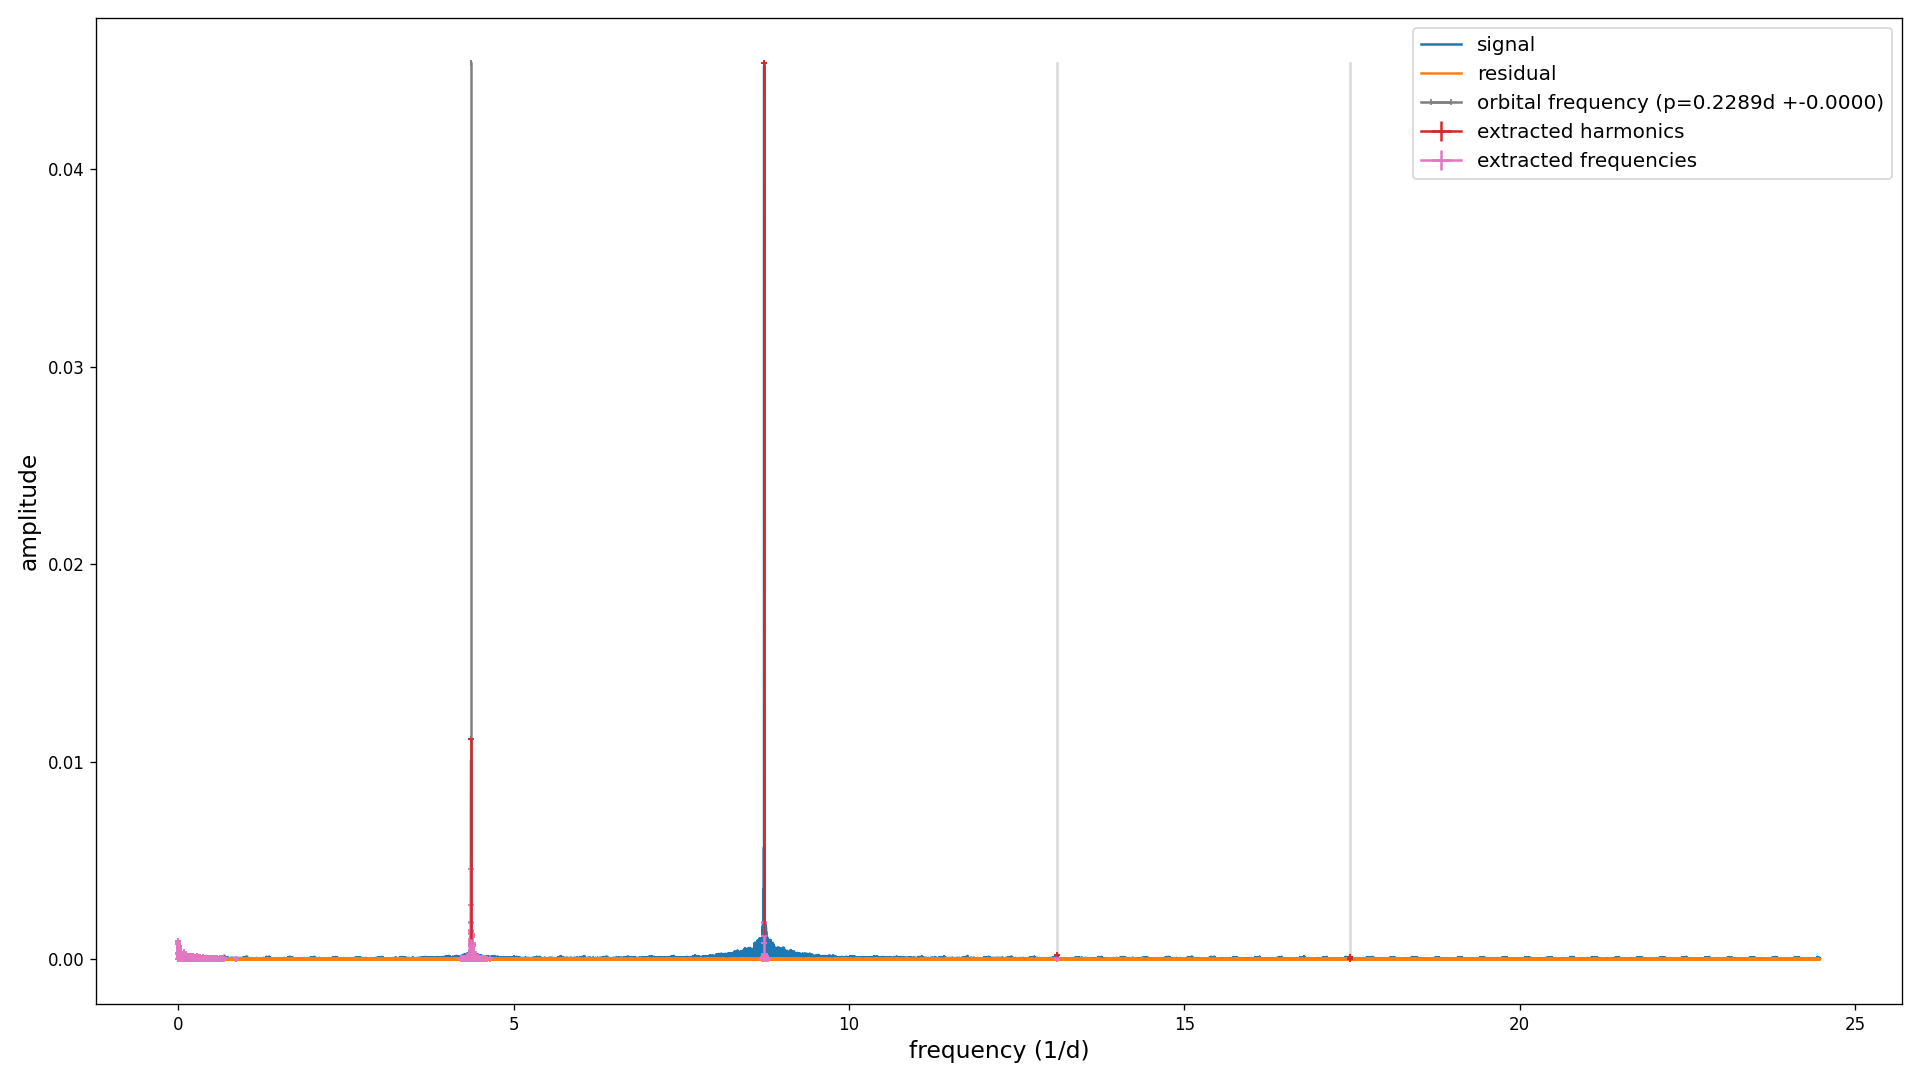 signal
residual
orbital frequency (p=0.2289d +-0.0000)
extracted harmonics
extracted frequencies
amplitude
0.04
0.03
0.02
0.01
0.00
0 5 10 15 20 25
frequency (1/d)